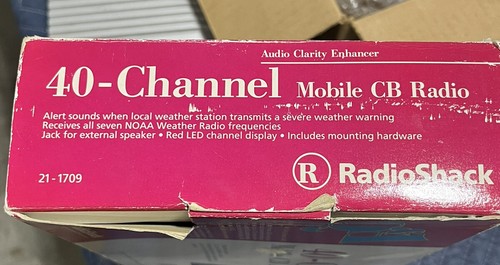 Audio Clarity Enhancer
40-Channel Mobile CB Radio
Alert sounds when local weather station transmits a severe weather warning
Receives all seven NOAA Weather Radio frequencies
Jack for external speaker • Red LED channel display • Includes mounting hardware
R RadioShack
21-1709